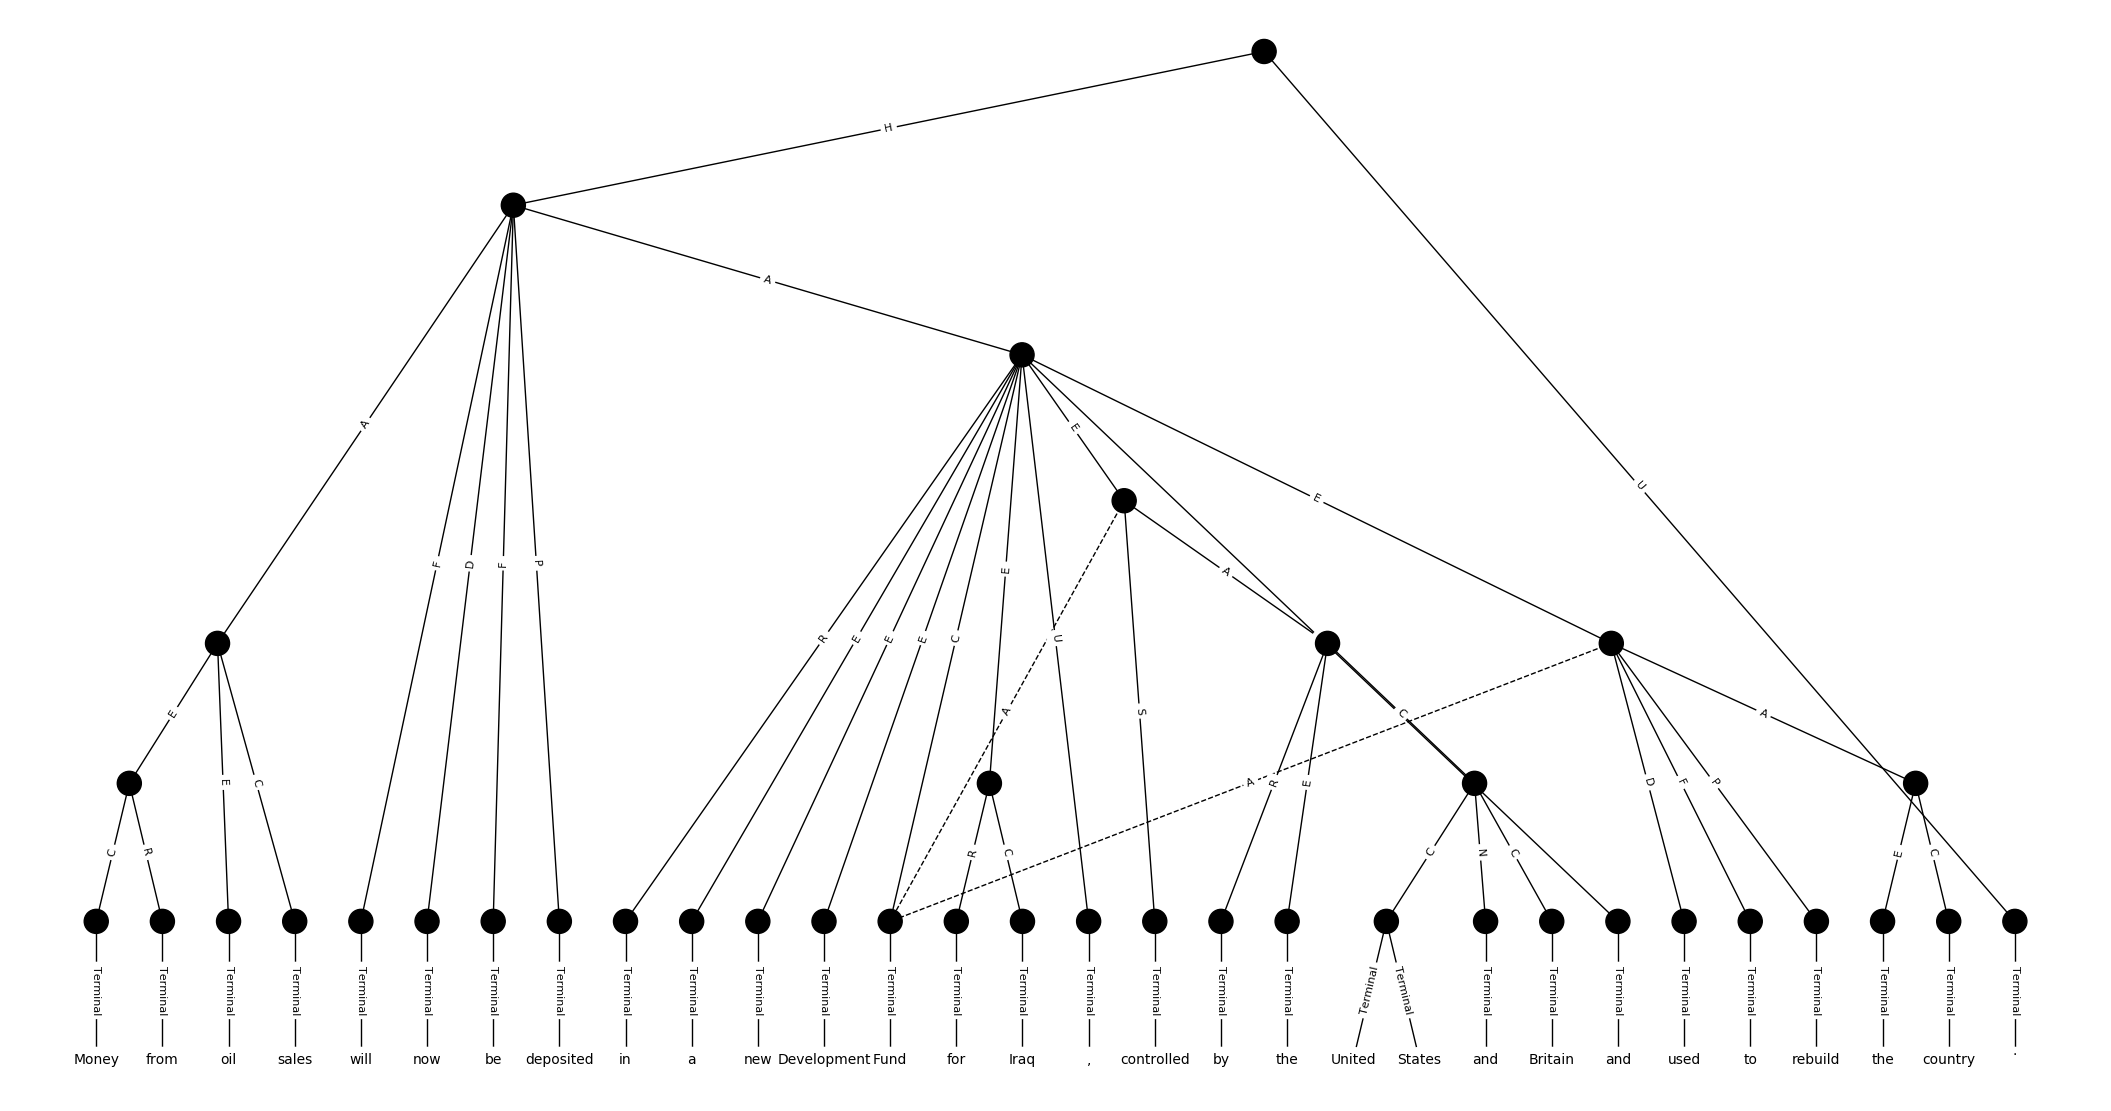 H
A
E
A
U
E
F
D
F
P
E
A
R
E
E
E
C
U
A
S
E
C
A
E
C
A
R
E
D
F
P
C
R
R
C
C
N
C
E
C
Terminal Terminal Terminal Terminal Terminal Terminal Terminal Terminal Terminal Terminal Terminal Terminal Terminal Terminal Terminal Terminal Terminal Terminal Terminal Terminal Terminal Terminal Terminal Terminal Terminal Terminal Terminal Terminal Terminal Terminal
Money from oil sales will now be deposited in a new Development Fund for Iraq , controlled by the United States and Britain and used to rebuild the country .